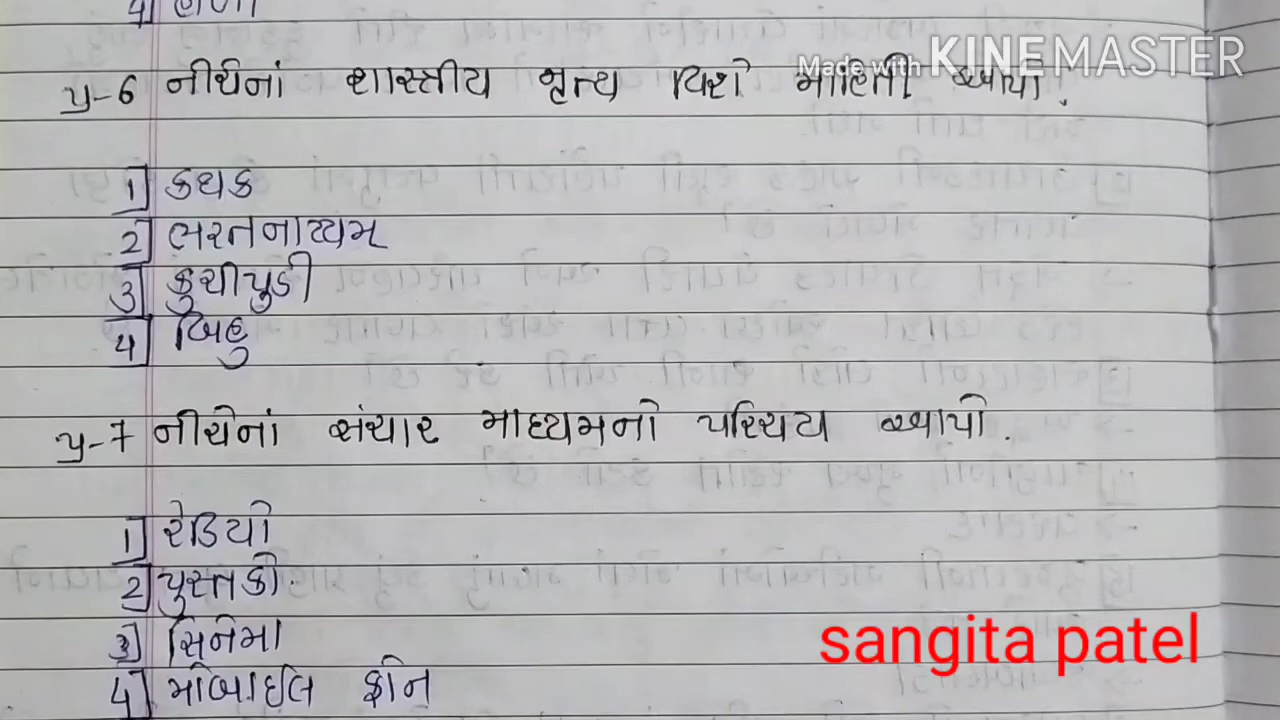 4] હોળી
Made with KINEMASTER
પ્ર-6 નીચેનાં શાસ્ત્રીય નૃત્ય વિશે માહિતી આપો.
1] કથક
2] ભરતનાટ્યમ્
3] કુચીપુડી
4] બિહુ
પ્ર-7 નીચેનાં સંચાર માધ્યમનો પરિચય આપો.
1] રેડિયો
2] પુસ્તકો.
3] સિનેમા
sangita patel
4] મોબાઇલ ફોન